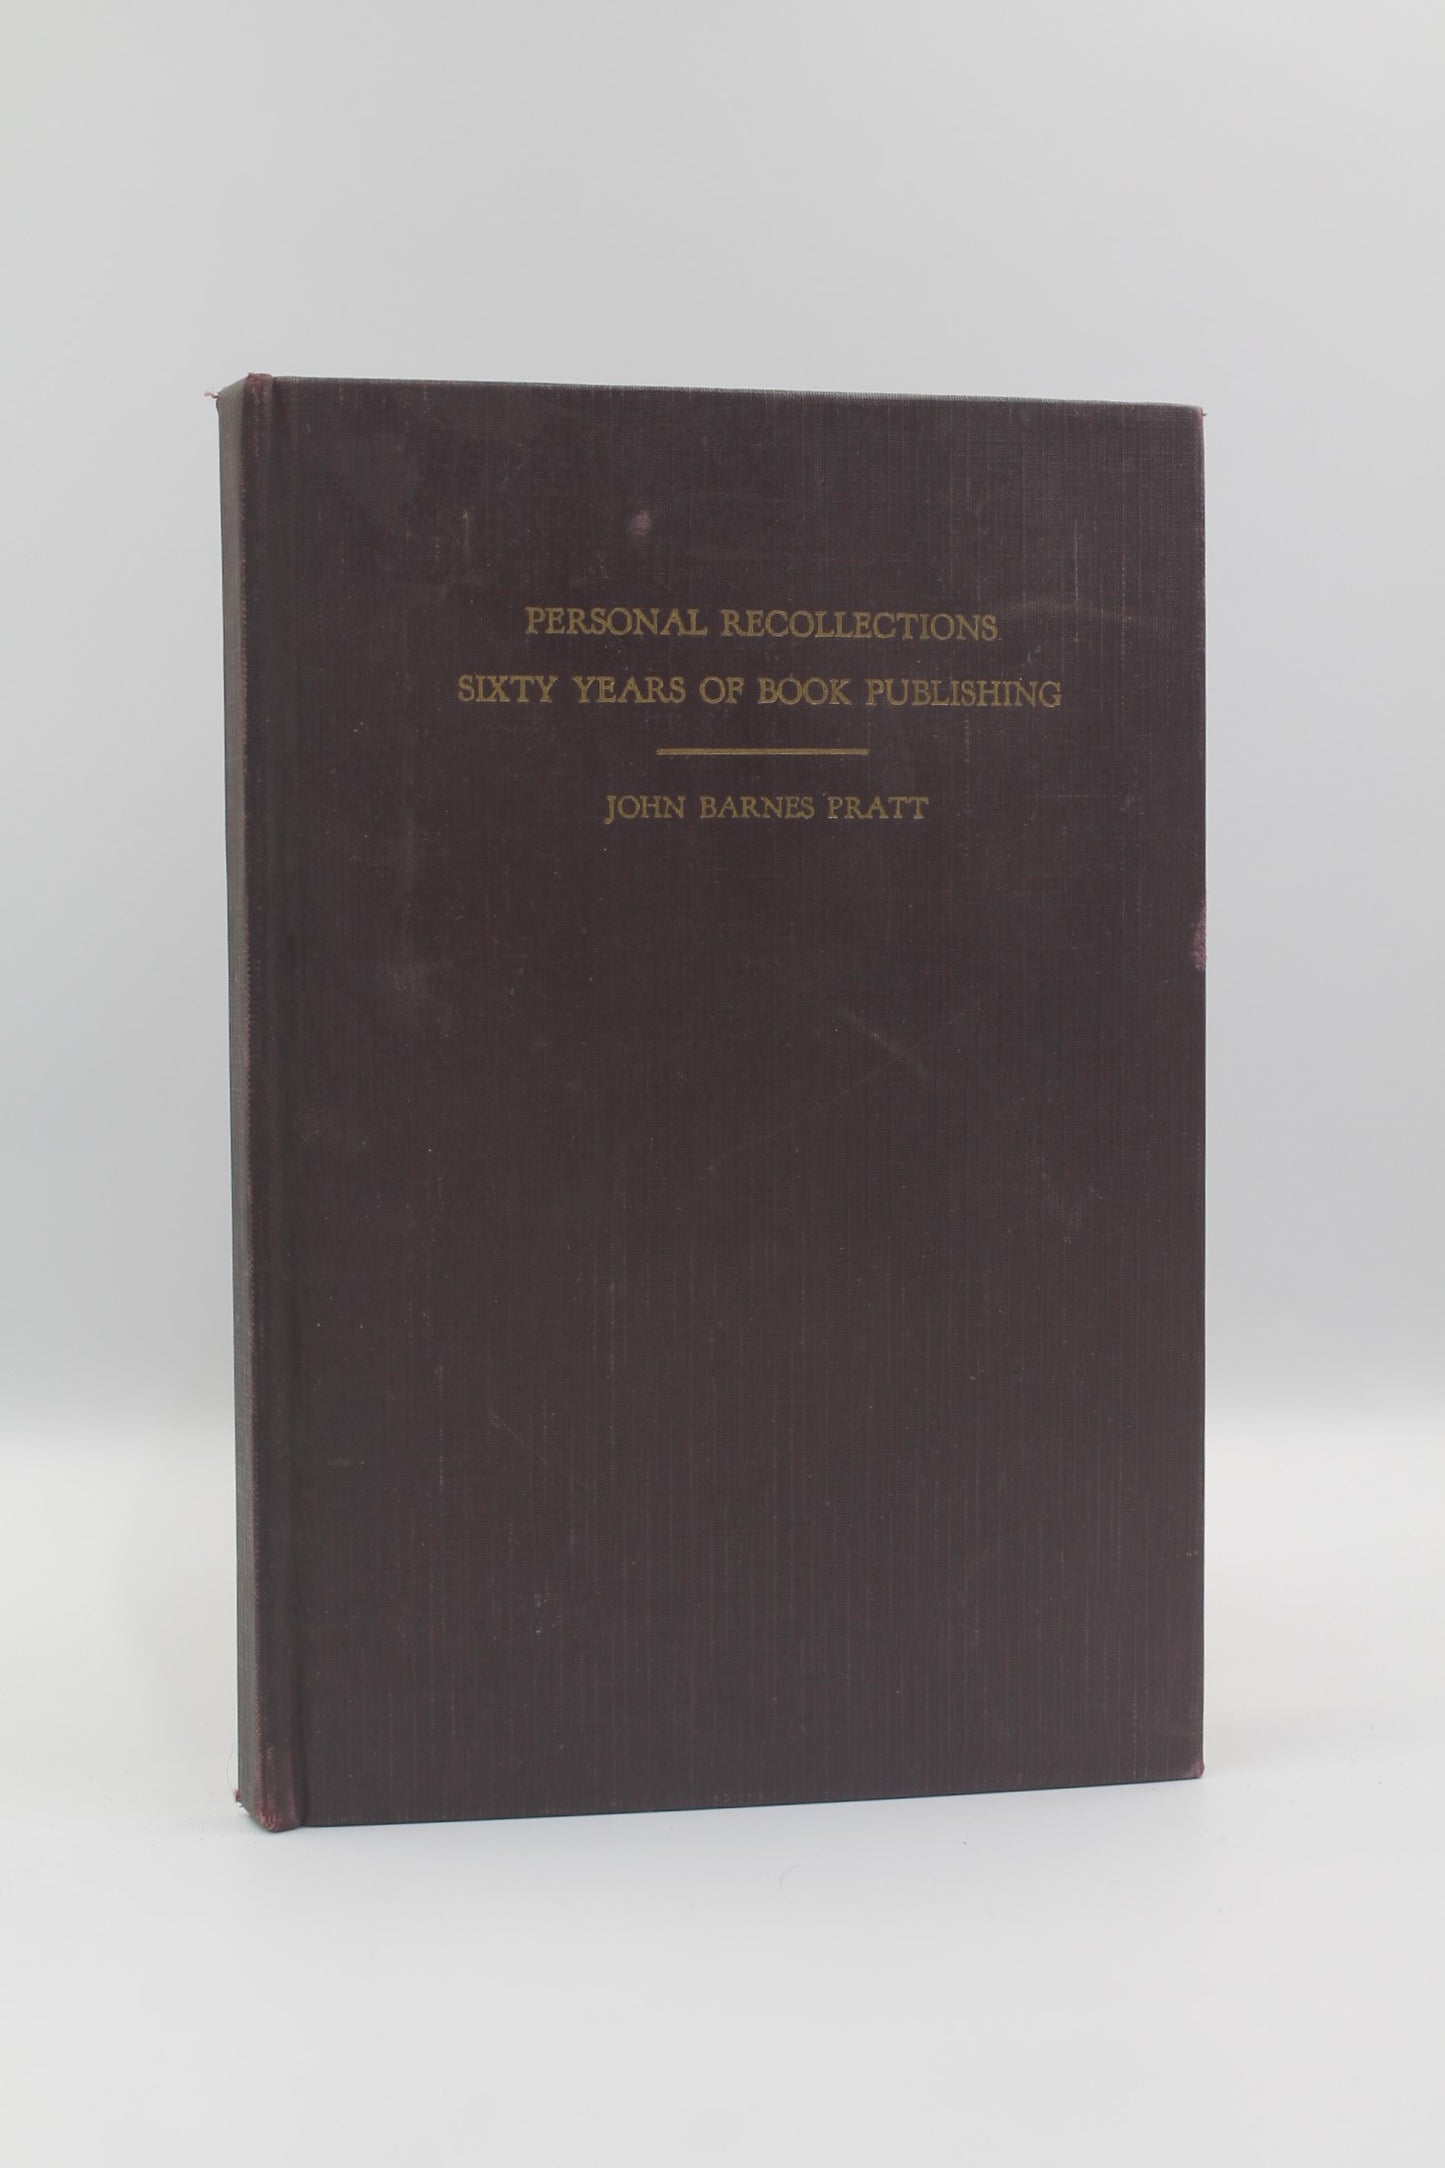 PERSONAL RECOLLECTIONS
SIXTY YEARS OF BOOK PUBLISHING
JOHN BARNES PRATT